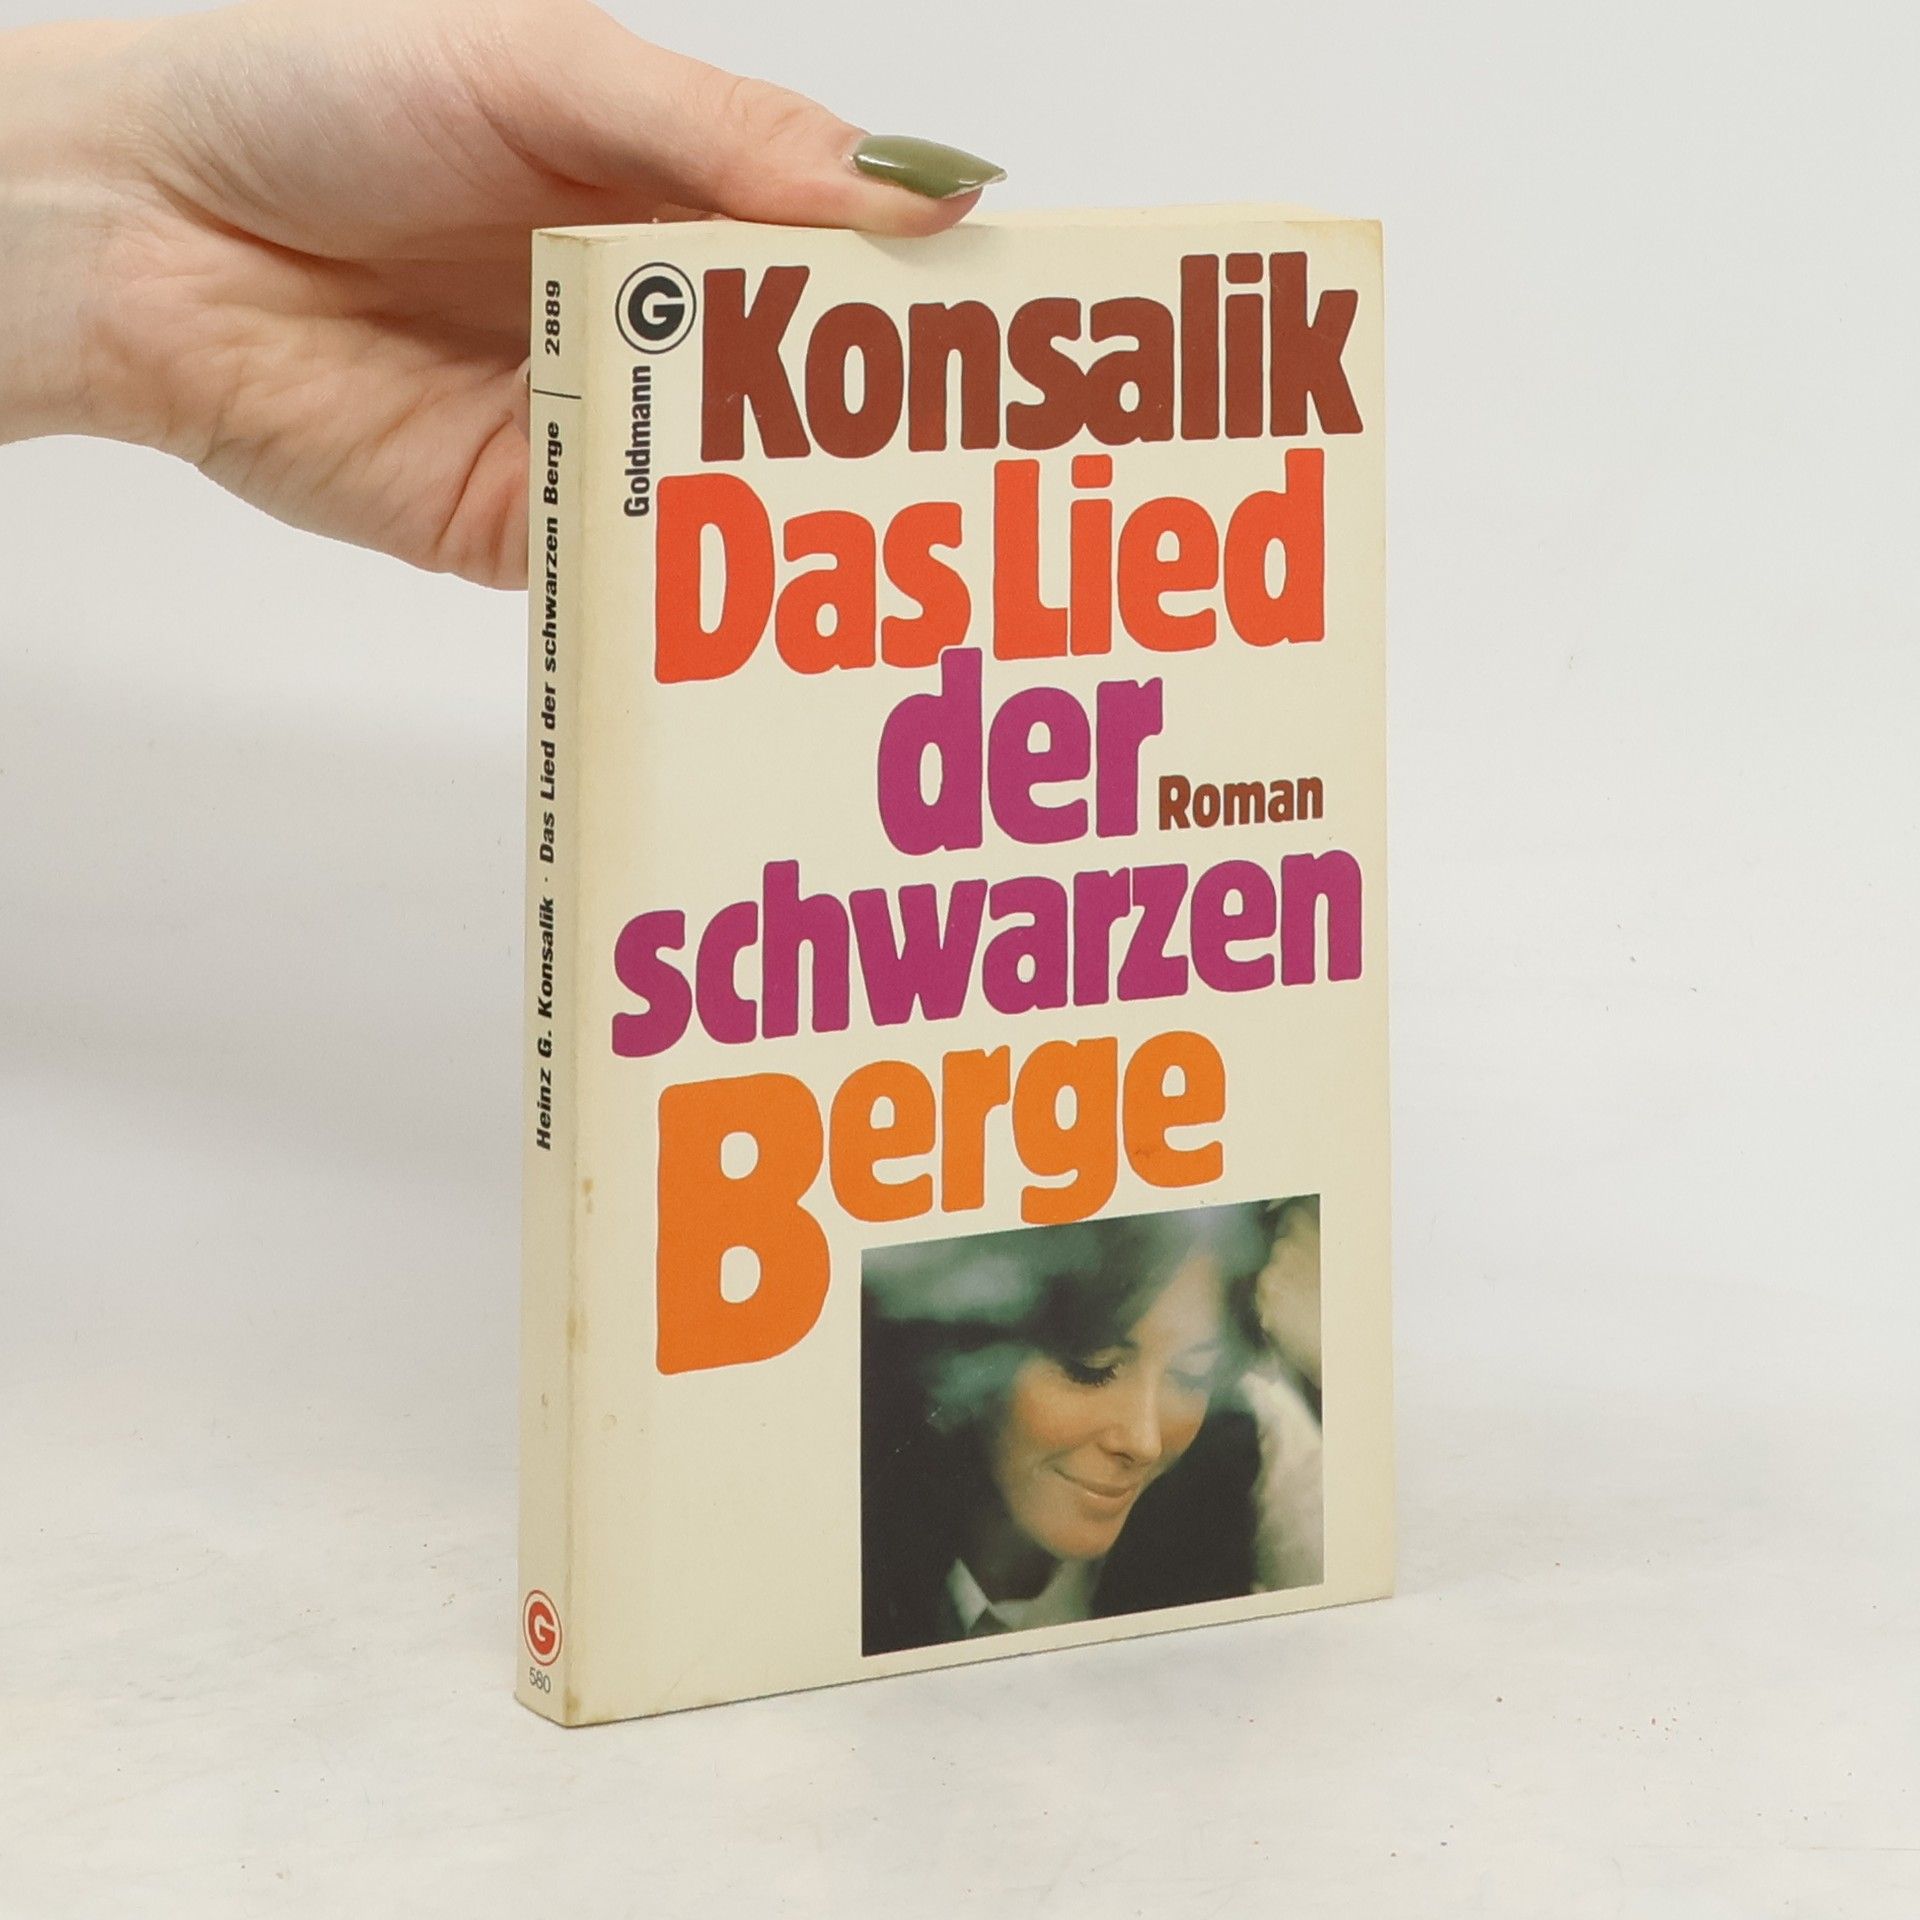 Heinz G. Konsalik · Das Lied der schwarzen Berge 2889
G
580
G
Goldmann
Konsalik
Das Lied
der
Roman
schwarzen
Berge